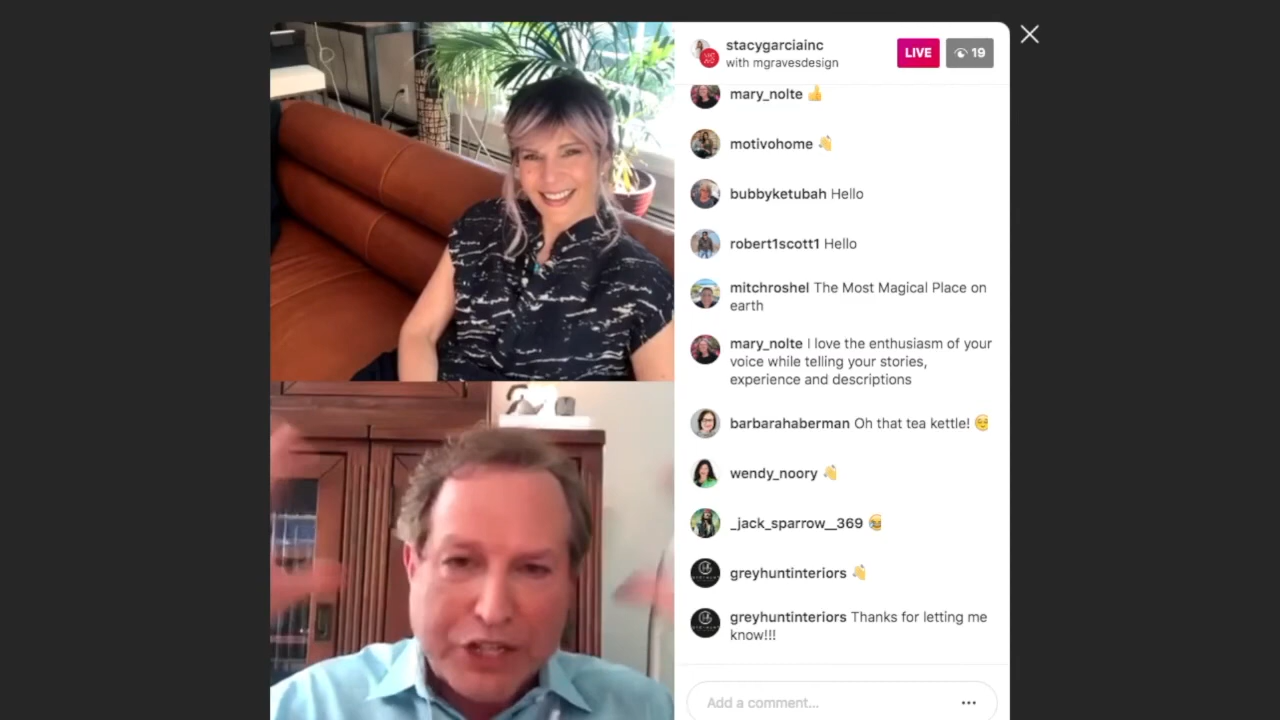 stacygarciainc
with mgravesdesign
LIVE
19
mary_nolte 👍
motivohome 👏
bubbyketubah Hello
robert1scott1 Hello
mitchroshel The Most Magical Place on
earth
mary_nolte I love the enthusiasm of your
voice while telling your stories,
experience and descriptions
barbarahaberman Oh that tea kettle! 😊
wendy_noory 👏
_jack_sparrow__369 😂
greyhuntinteriors 👏
greyhuntinteriors Thanks for letting me
know!!!
Add a comment...